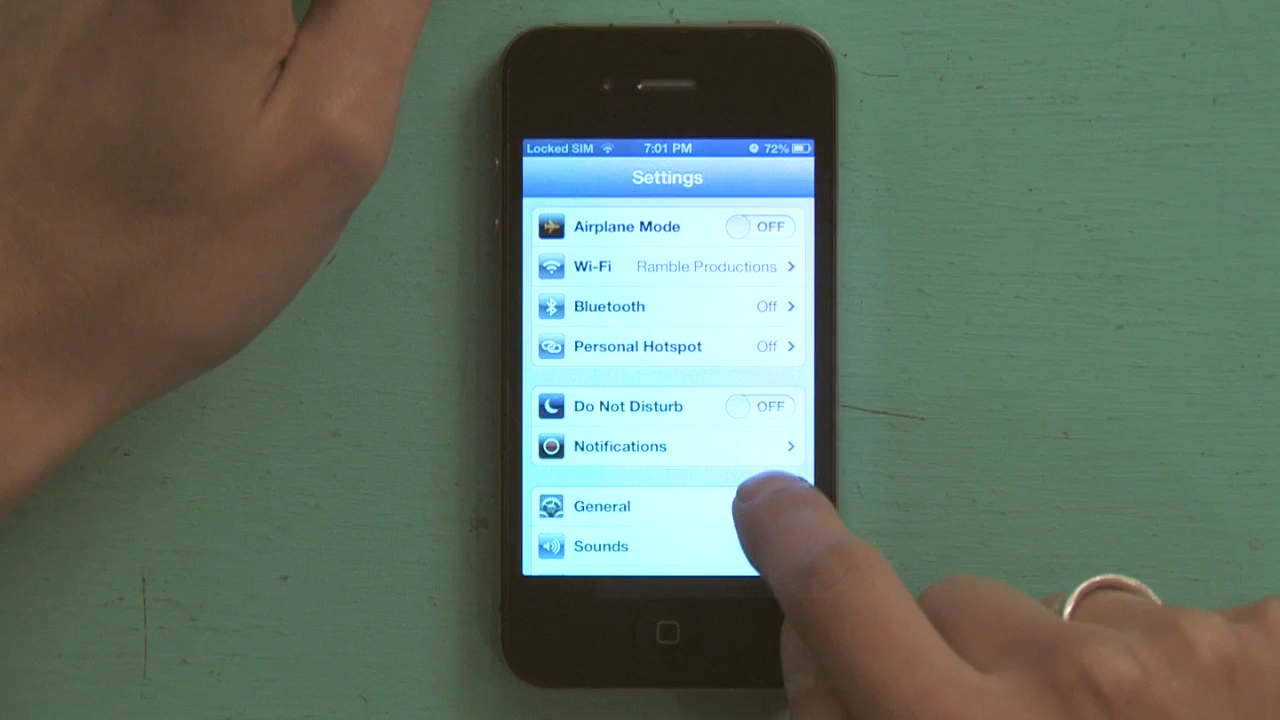 Locked SIM 7:01 PM 72%
Settings
Airplane Mode OFF
Wi-Fi Ramble Productions
Bluetooth Off
Personal Hotspot Off
Do Not Disturb OFF
Notifications
General
Sounds